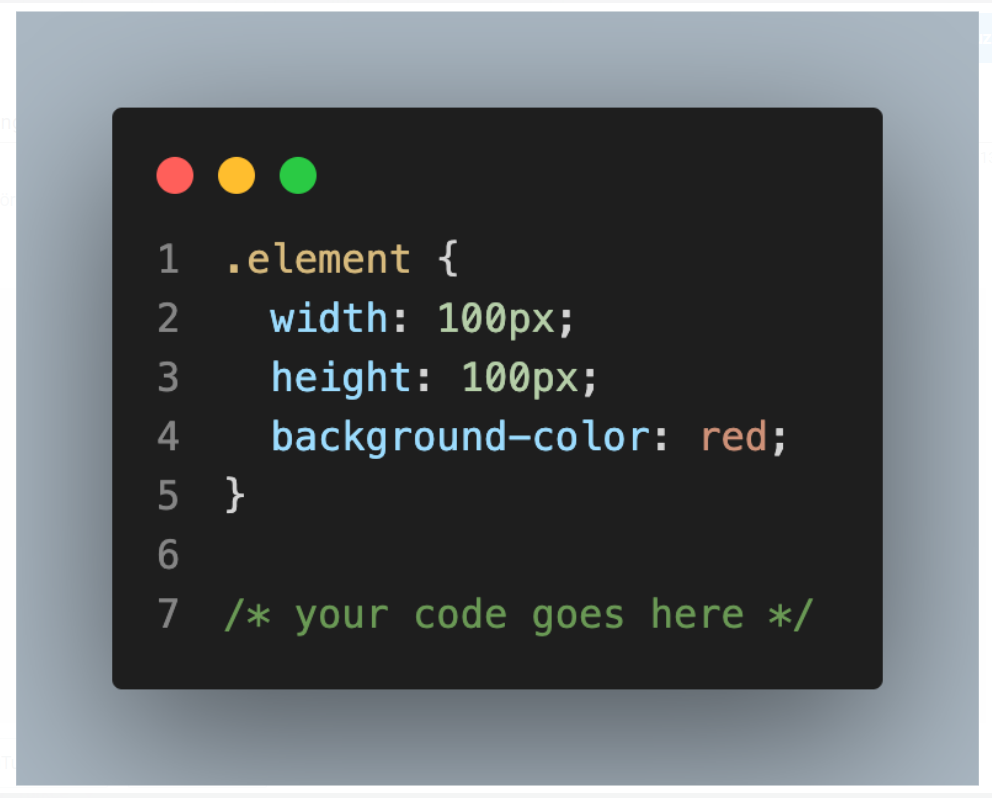 1 .element {
2   width: 100px;
3   height: 100px;
4   background-color: red;
5 }
6
7 /* your code goes here */